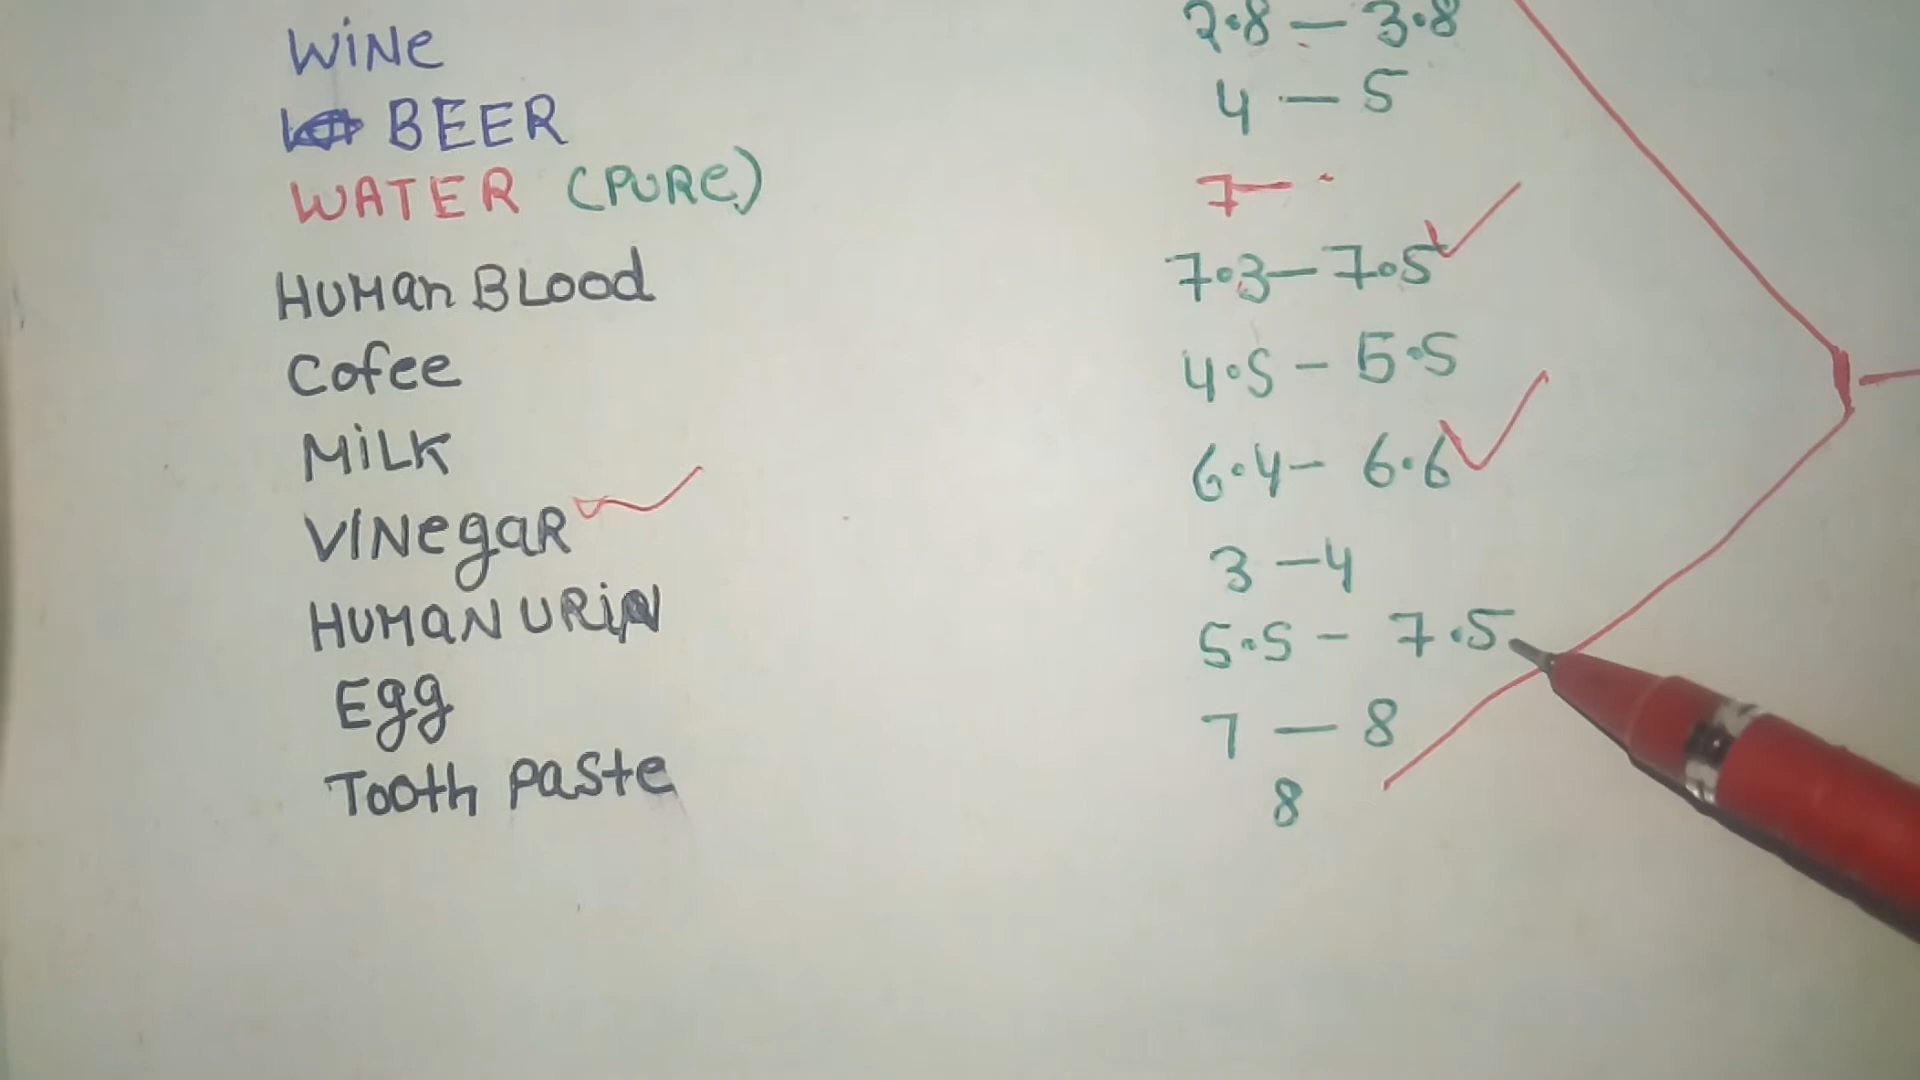 WiNe 2.8 — 3.8
BEER 4 — 5
WATER (PURe) 7
HUMan BLood 7.3 — 7.5
Cofee 4.5 — 5.5
MiLK 6.4 — 6.6
VINegaR 3 — 4
HUMaN URiN 5.5 — 7.5
Egg 7 — 8
Tooth paste 8